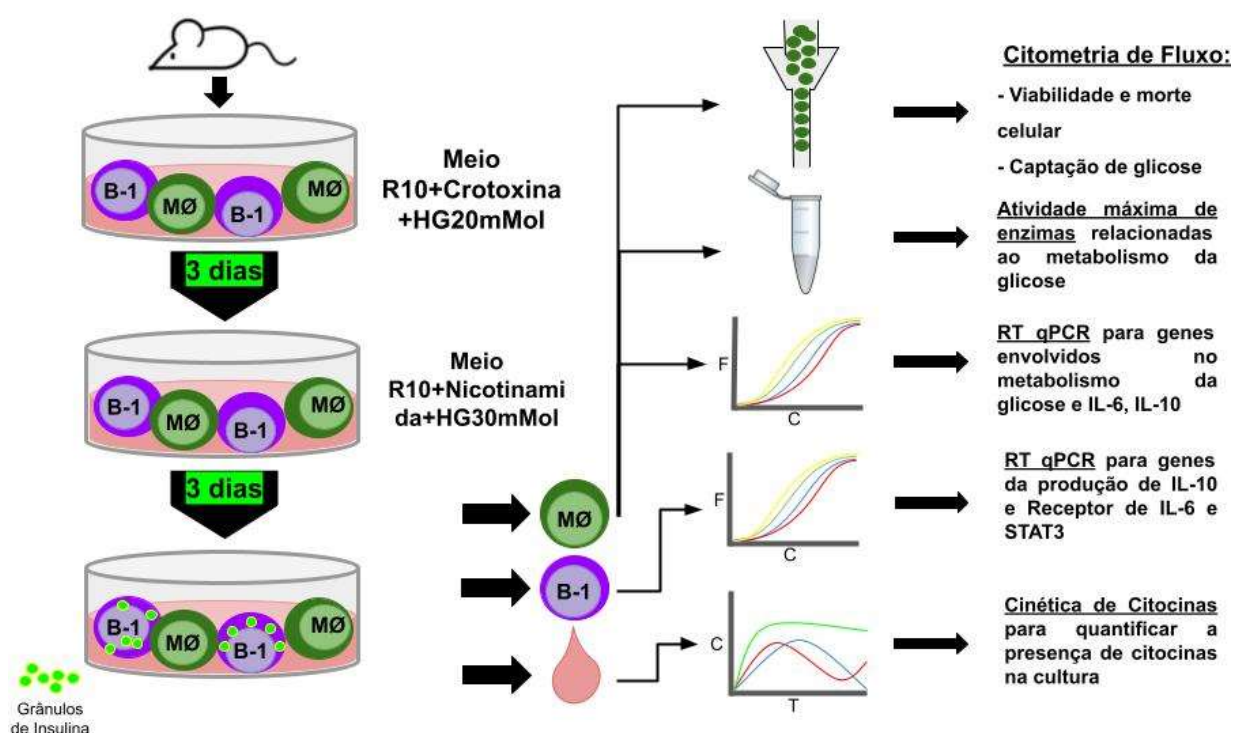 Meio
R10+Crotoxina
+HG20mMol
B-1
MØ
B-1
MØ
3 dias
Meio
R10+Nicotinami
da+HG30mMol
B-1
MØ
B-1
MØ
3 dias
B-1
MØ
B-1
MØ
Grânulos
de Insulina
MØ
B-1
F
C
F
C
C
T
Citometria de Fluxo:
- Viabilidade e morte
celular
- Captação de glicose
Atividade máxima de
enzimas relacionadas
ao metabolismo da
glicose
RT qPCR para genes
envolvidos no
metabolismo da
glicose e IL-6, IL-10
RT qPCR para genes
da produção de IL-10
e Receptor de IL-6 e
STAT3
Cinética de Citocinas
para quantificar a
presença de citocinas
na cultura